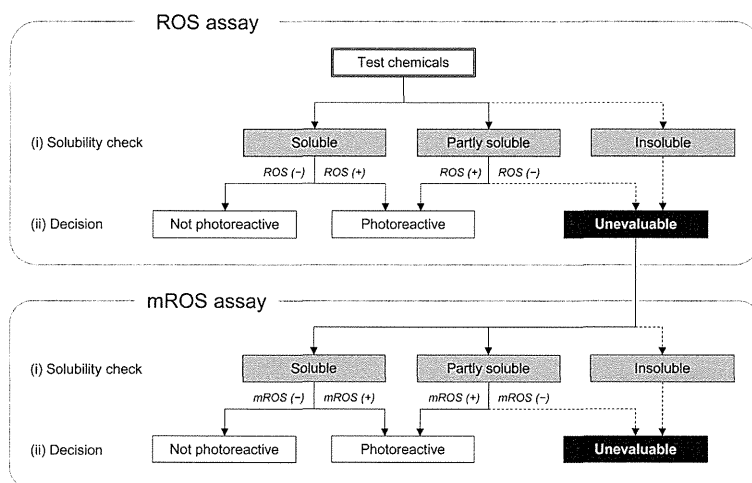 ROS assay
Test chemicals
(i) Solubility check
Soluble
Partly soluble
Insoluble
ROS (−)
ROS (+)
ROS (+)
ROS (−)
(ii) Decision
Not photoreactive
Photoreactive
Unevaluable
mROS assay
(i) Solubility check
Soluble
Partly soluble
Insoluble
mROS (−)
mROS (+)
mROS (+)
mROS (−)
(ii) Decision
Not photoreactive
Photoreactive
Unevaluable